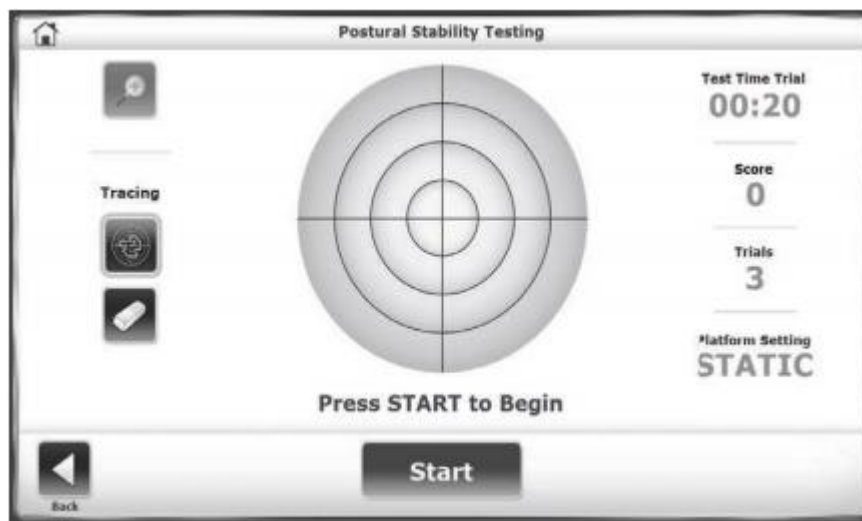 Postural Stability Testing
Test Time Trial
00:20
Score
0
Tracing
Trials
3
Platform Setting
STATIC
Press START to Begin
Start
Back